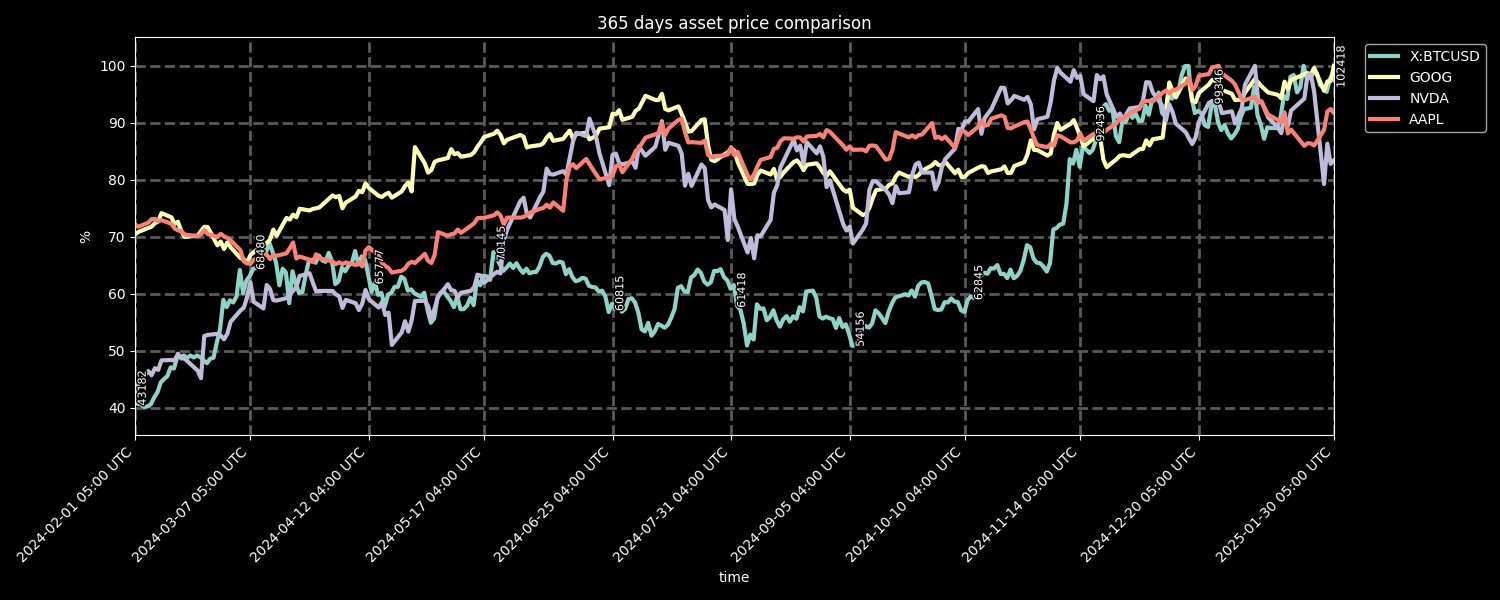 365 days asset price comparison
X:BTCUSD
GOOG
NVDA
AAPL
100
90
80
70
60
50
40
%
43182
68480
65777
70145
60815
61418
54156
62845
92436
99346
102418
2024-02-01 05:00 UTC
2024-03-07 05:00 UTC
2024-04-12 04:00 UTC
2024-05-17 04:00 UTC
2024-06-25 04:00 UTC
2024-07-31 04:00 UTC
2024-09-05 04:00 UTC
2024-10-10 04:00 UTC
2024-11-14 05:00 UTC
2024-12-20 05:00 UTC
2025-01-30 05:00 UTC
time